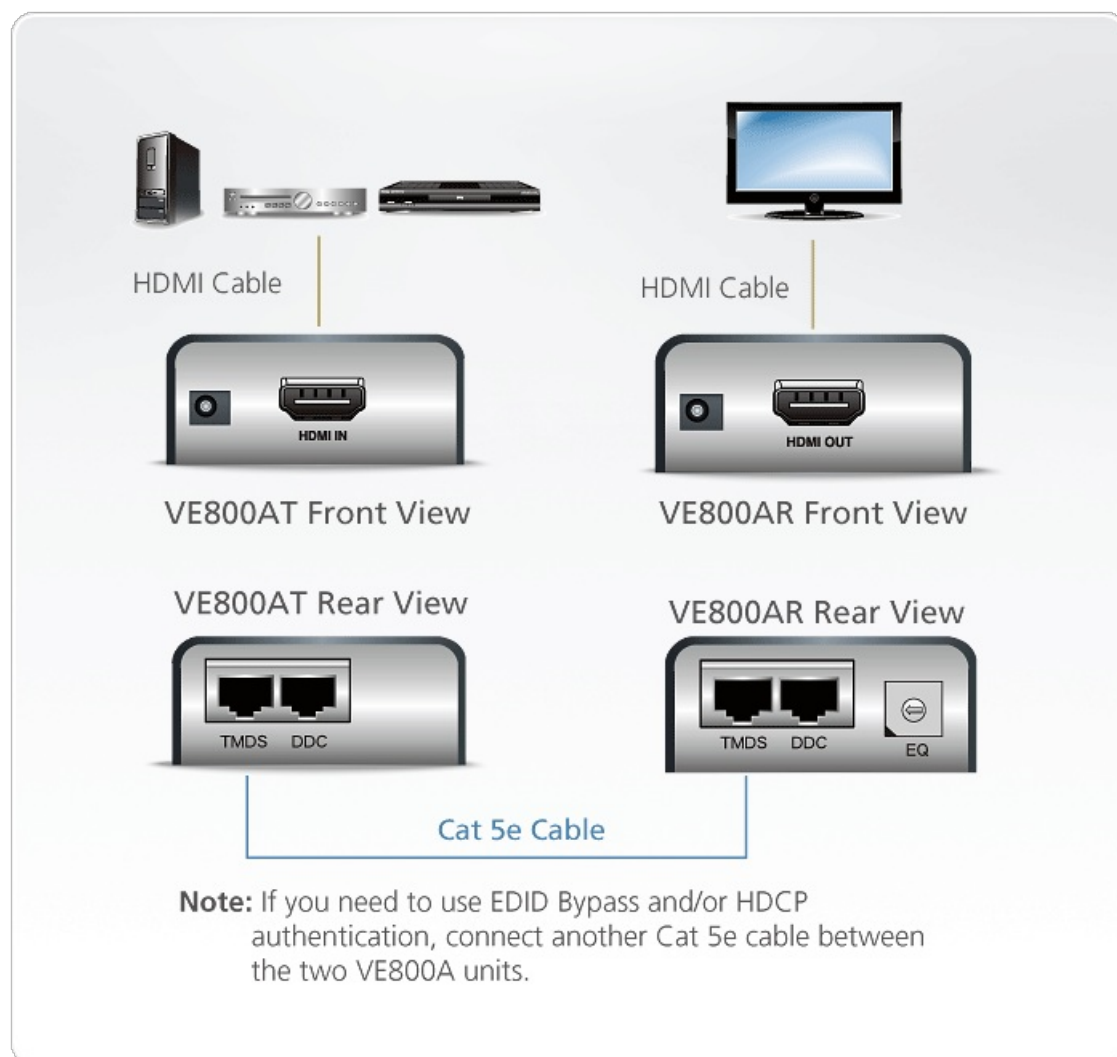 HDMI Cable
HDMI Cable
HDMI IN
HDMI OUT
VE800AT Front View
VE800AR Front View
VE800AT Rear View
VE800AR Rear View
TMDS DDC
TMDS DDC
EQ
Cat 5e Cable
Note: If you need to use EDID Bypass and/or HDCP
authentication, connect another Cat 5e cable between
the two VE800A units.